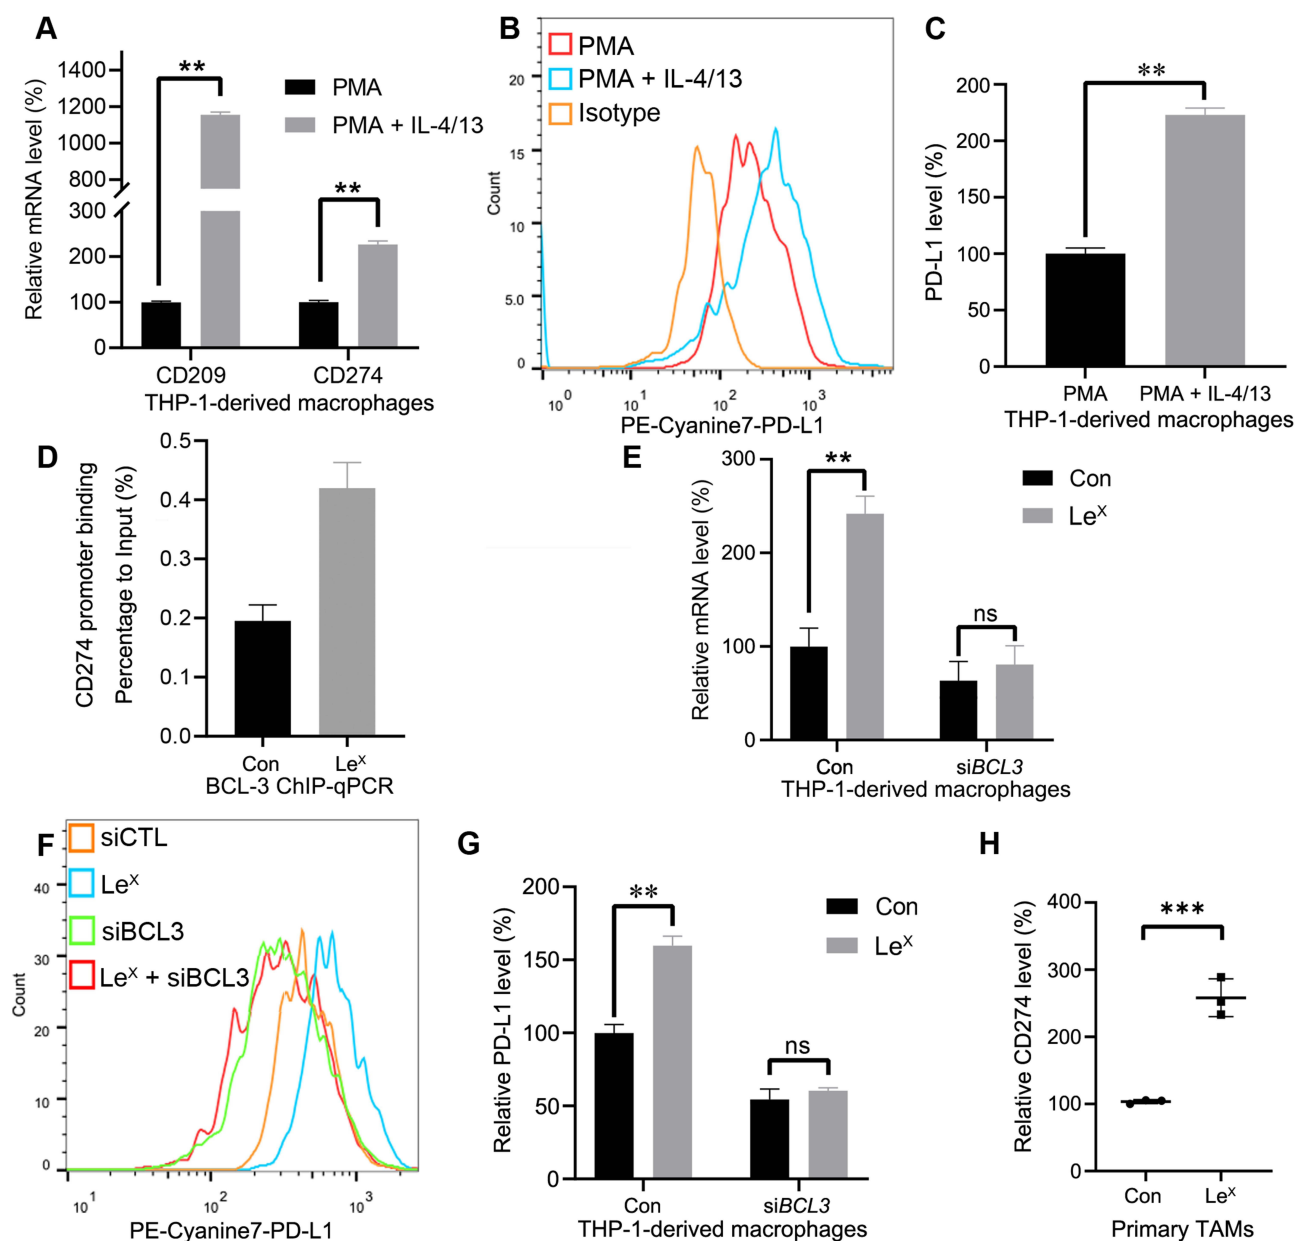 A
Relative mRNA level (%)
1400
1200
1000
800
300
200
100
0
**
**
PMA
PMA + IL-4/13
CD209
CD274
THP-1-derived macrophages
B
PMA
PMA + IL-4/13
Isotype
Count
20
15
10
5.0
0
10⁰
10¹
10²
10³
PE-Cyanine7-PD-L1
C
PD-L1 level (%)
200
200
150
100
50
0
**
PMA
PMA + IL-4/13
THP-1-derived macrophages
D
CD274 promoter binding
Percentage to Input (%)
0.5
0.4
0.3
0.2
0.1
0.0
Con
Leˣ
BCL-3 ChIP-qPCR
E
Relative mRNA level (%)
300
200
100
0
**
ns
Con
Leˣ
Con
siBCL3
THP-1-derived macrophages
F
siCTL
Leˣ
siBCL3
Leˣ + siBCL3
Count
40
30
20
10
0
10¹
10²
10³
PE-Cyanine7-PD-L1
G
Relative PD-L1 level (%)
200
150
100
50
0
**
ns
Con
Leˣ
Con
siBCL3
THP-1-derived macrophages
H
Relative CD274 level (%)
400
300
200
100
0
***
Con
Leˣ
Primary TAMs